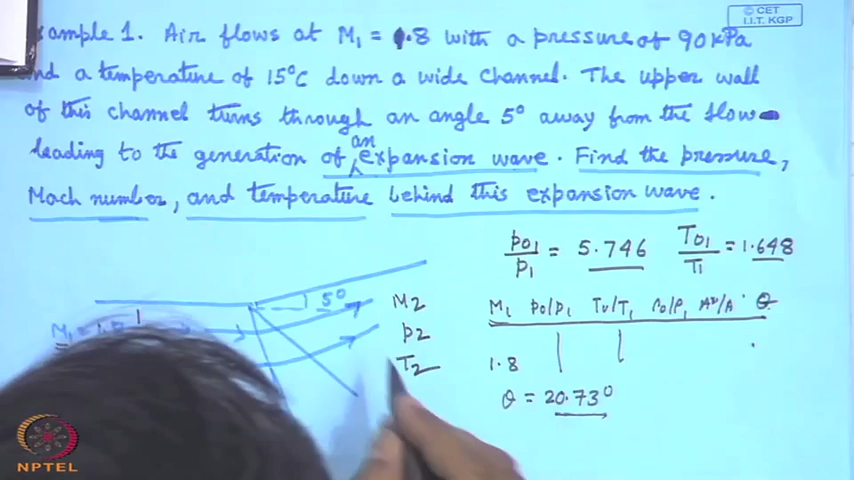 © CET
I.I.T. KGP
ample 1. Air flows at M1 = 1.8 with a pressure of 90 kPa
nd a temperature of 15°C down a wide channel. The upper wall
of this channel turns through an angle 5° away from the flow
leading to the generation of an expansion wave. Find the pressure,
Mach number, and temperature behind this expansion wave.
p01/p1 = 5.746 T01/T1 = 1.648
5° M2 M1 p0/p1 T0/T1 ρ0/ρ1 A*/A θ
M1 = 1.8 p2
T2 1.8
θ = 20.73°
NPTEL